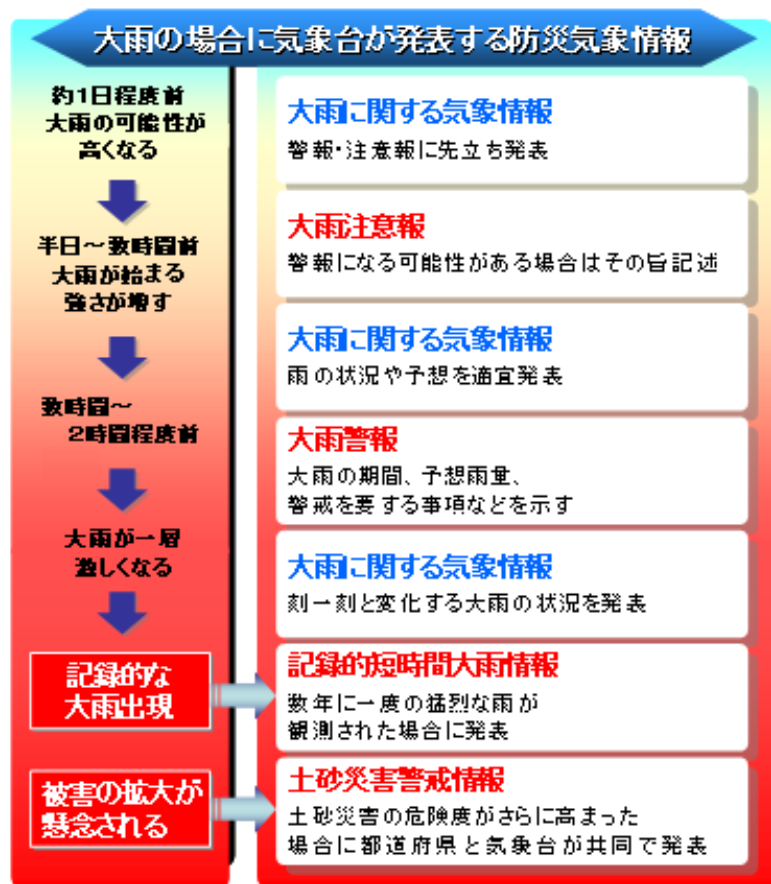 大雨の場合に気象台が発表する防災気象情報
約1日程度前
大雨の可能性が
高くなる
半日～数時間前
大雨が始まる
強さが増す
数時間～
2時間程度前
大雨が一層
激しくなる
記録的な
大雨出現
被害の拡大が
懸念される
大雨に関する気象情報
警報・注意報に先立ち発表
大雨注意報
警報になる可能性がある場合はその旨記述
大雨に関する気象情報
雨の状況や予想を適宜発表
大雨警報
大雨の期間、予想雨量、
警戒を要する事項などを示す
大雨に関する気象情報
刻一刻と変化する大雨の状況を発表
記録的短時間大雨情報
数年に一度の猛烈な雨が
観測された場合に発表
土砂災害警戒情報
土砂災害の危険度がさらに高まった
場合に都道府県と気象台が共同で発表